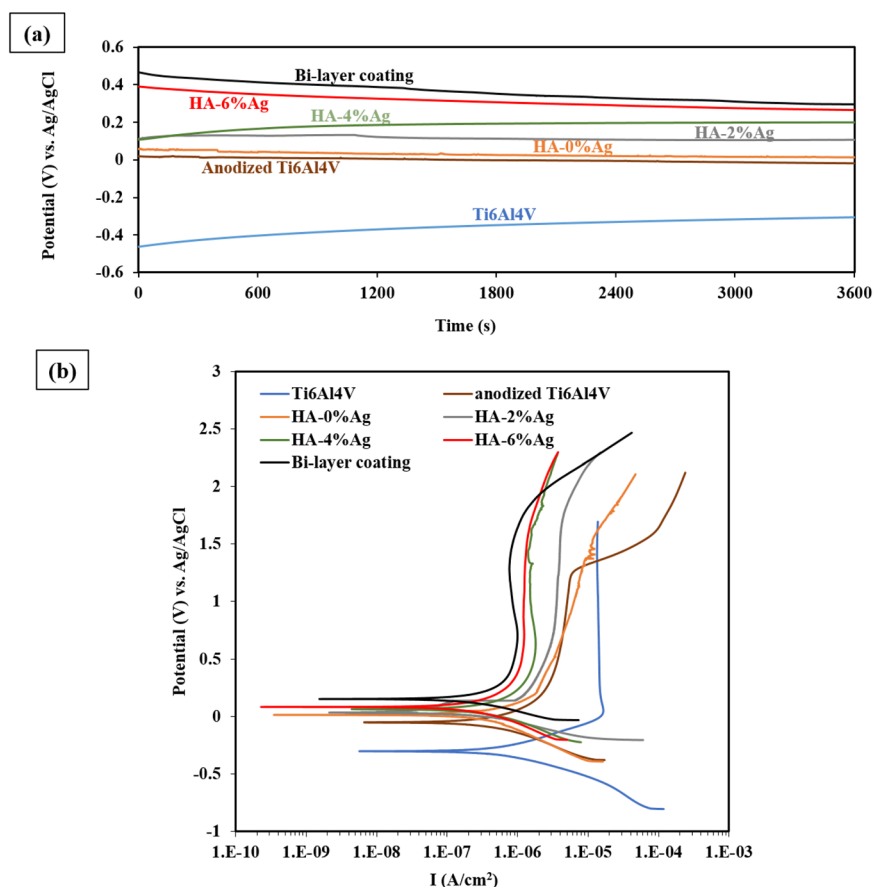 (a)
0.6
0.4
0.2
0
-0.2
-0.4
-0.6
Potential (V) vs. Ag/AgCl
Bi-layer coating
HA-6%Ag
HA-4%Ag
HA-2%Ag
HA-0%Ag
Anodized Ti6Al4V
Ti6Al4V
0 600 1200 1800 2400 3000 3600
Time (s)
(b)
3
2.5
2
1.5
1
0.5
0
-0.5
-1
Potential (V) vs. Ag/AgCl
Ti6Al4V anodized Ti6Al4V
HA-0%Ag HA-2%Ag
HA-4%Ag HA-6%Ag
Bi-layer coating
1.E-10 1.E-09 1.E-08 1.E-07 1.E-06 1.E-05 1.E-04 1.E-03
I (A/cm²)